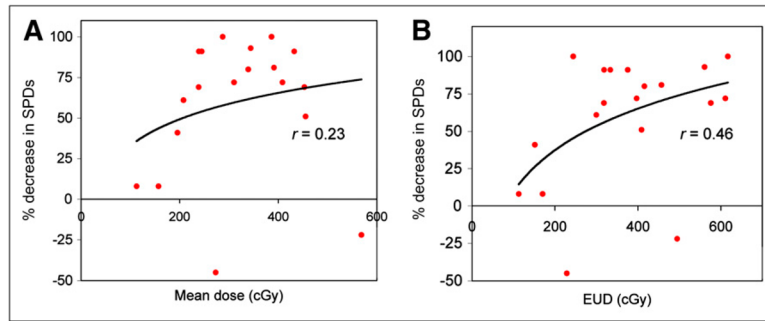 A
100
75
50
25
0
-25
-50
0
200
400
600
% decrease in SPDs
r = 0.23
Mean dose (cGy)
B
100
75
50
25
0
-25
-50
0
200
400
600
% decrease in SPDs
r = 0.46
EUD (cGy)